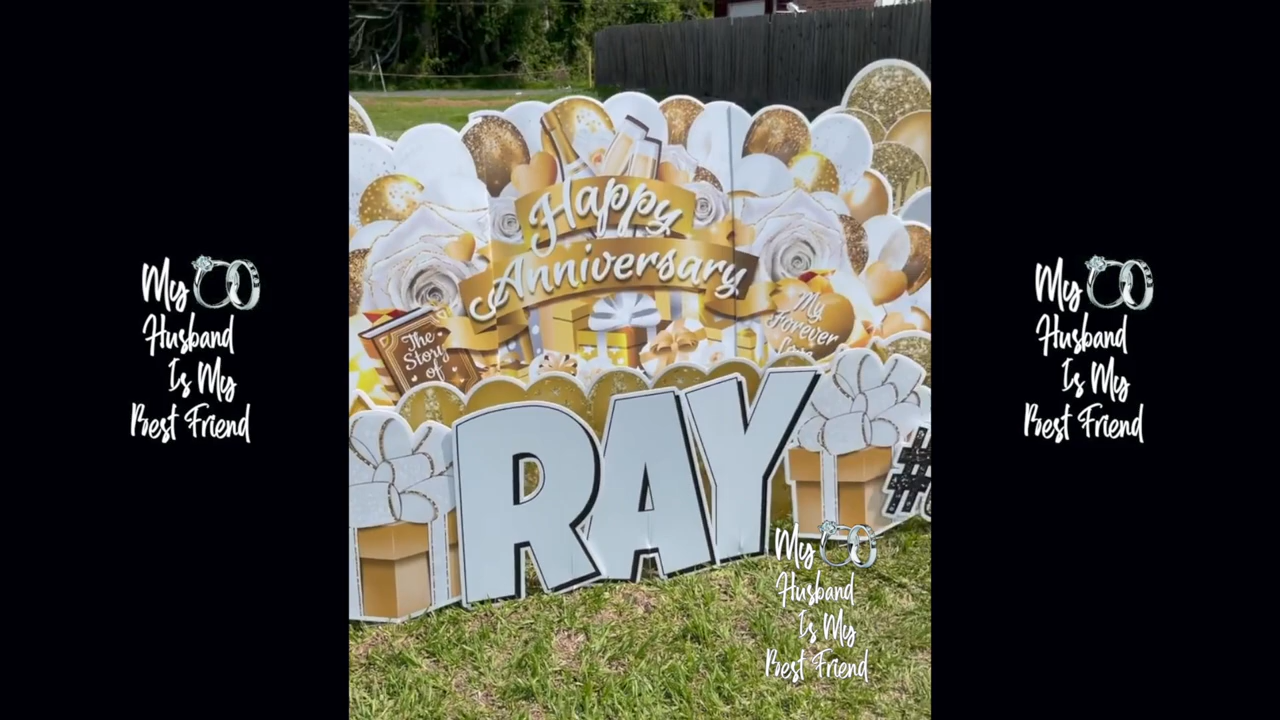 My
Husband
Is My
Best Friend
Happy
Anniversary
The
Story
of
My
Forever
Love
RAY
#
My
Husband
Is My
Best Friend
My
Husband
Is My
Best Friend